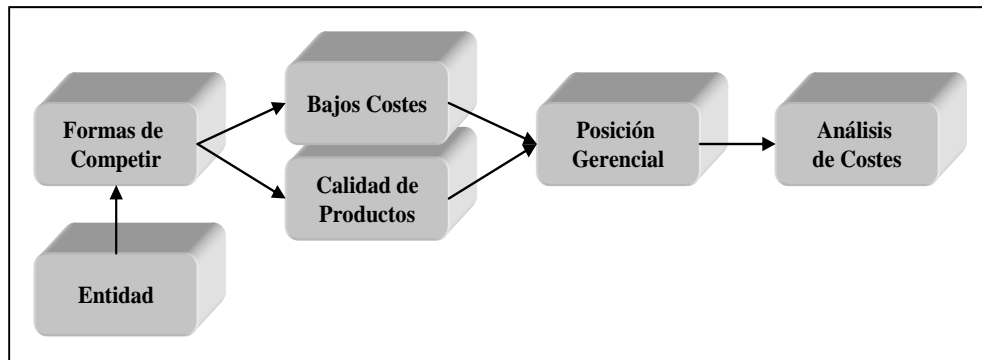 Formas de
Competir
Bajos Costes
Calidad de
Productos
Posición
Gerencial
Análisis
de Costes
Entidad